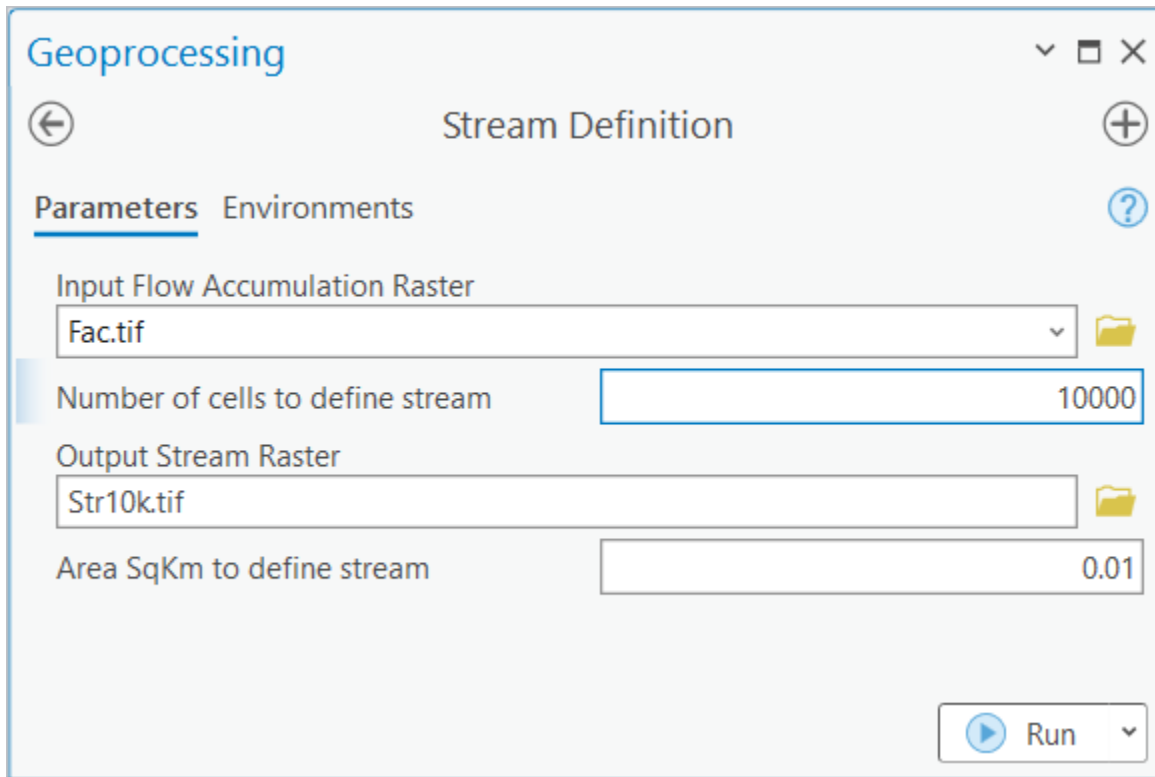 Geoprocessing
Stream Definition
Parameters Environments
Input Flow Accumulation Raster
Fac.tif
Number of cells to define stream 10000
Output Stream Raster
Str10k.tif
Area SqKm to define stream 0.01
Run